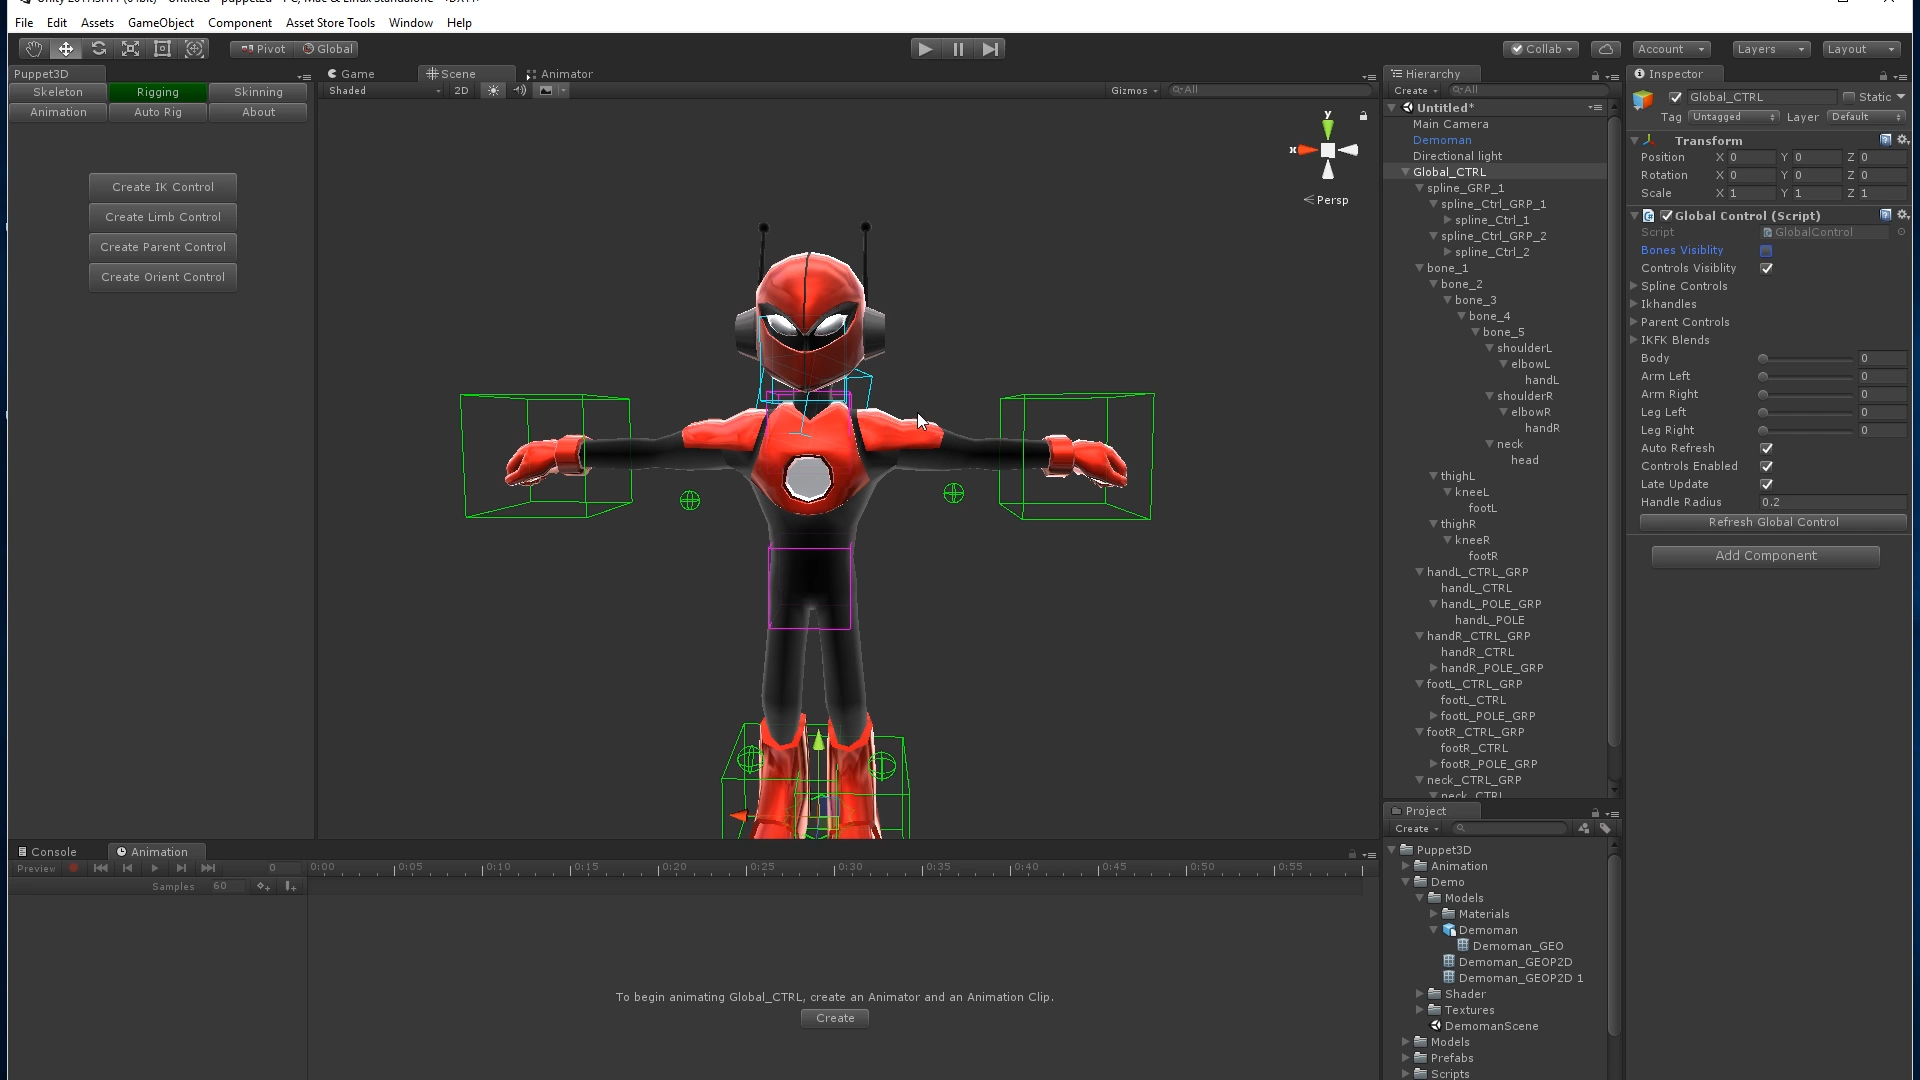 File Edit Assets GameObject Component Asset Store Tools Window Help
Pivot Global Collab Account Layers Layout
Puppet3D
Skeleton Rigging Skinning
Animation Auto Rig About
Create IK Control
Create Limb Control
Create Parent Control
Create Orient Control
Game Scene Animator
Shaded 2D Gizmos All
y
x
Persp
Hierarchy
Create All
Untitled*
Main Camera
Demoman
Directional light
Global_CTRL
spline_GRP_1
spline_Ctrl_GRP_1
spline_Ctrl_1
spline_Ctrl_GRP_2
spline_Ctrl_2
bone_1
bone_2
bone_3
bone_4
bone_5
shoulderL
elbowL
handL
shoulderR
elbowR
handR
neck
head
thighL
kneeL
footL
thighR
kneeR
footR
handL_CTRL_GRP
handL_CTRL
handL_POLE_GRP
handL_POLE
handR_CTRL_GRP
handR_CTRL
handR_POLE_GRP
footL_CTRL_GRP
footL_CTRL
footL_POLE_GRP
footR_CTRL_GRP
footR_CTRL
footR_POLE_GRP
neck_CTRL_GRP
neck_CTRL
Inspector
Global_CTRL Static
Tag Untagged Layer Default
Transform
Position X 0 Y 0 Z 0
Rotation X 0 Y 0 Z 0
Scale X 1 Y 1 Z 1
Global Control (Script)
Script GlobalControl
Bones Visiblity
Controls Visiblity
Spline Controls
Ikhandles
Parent Controls
IKFK Blends
Body 0
Arm Left 0
Arm Right 0
Leg Left 0
Leg Right 0
Auto Refresh
Controls Enabled
Late Update
Handle Radius 0.2
Refresh Global Control
Add Component
Project
Create
Puppet3D
Animation
Demo
Models
Materials
Demoman
Demoman_GEO
Demoman_GEOP2D
Demoman_GEOP2D 1
Shader
Textures
DemomanScene
Models
Prefabs
Scripts
Console Animation
Preview 0 0:00 0:05 0:10 0:15 0:20 0:25 0:30 0:35 0:40 0:45 0:50 0:55
Samples 60
To begin animating Global_CTRL, create an Animator and an Animation Clip.
Create